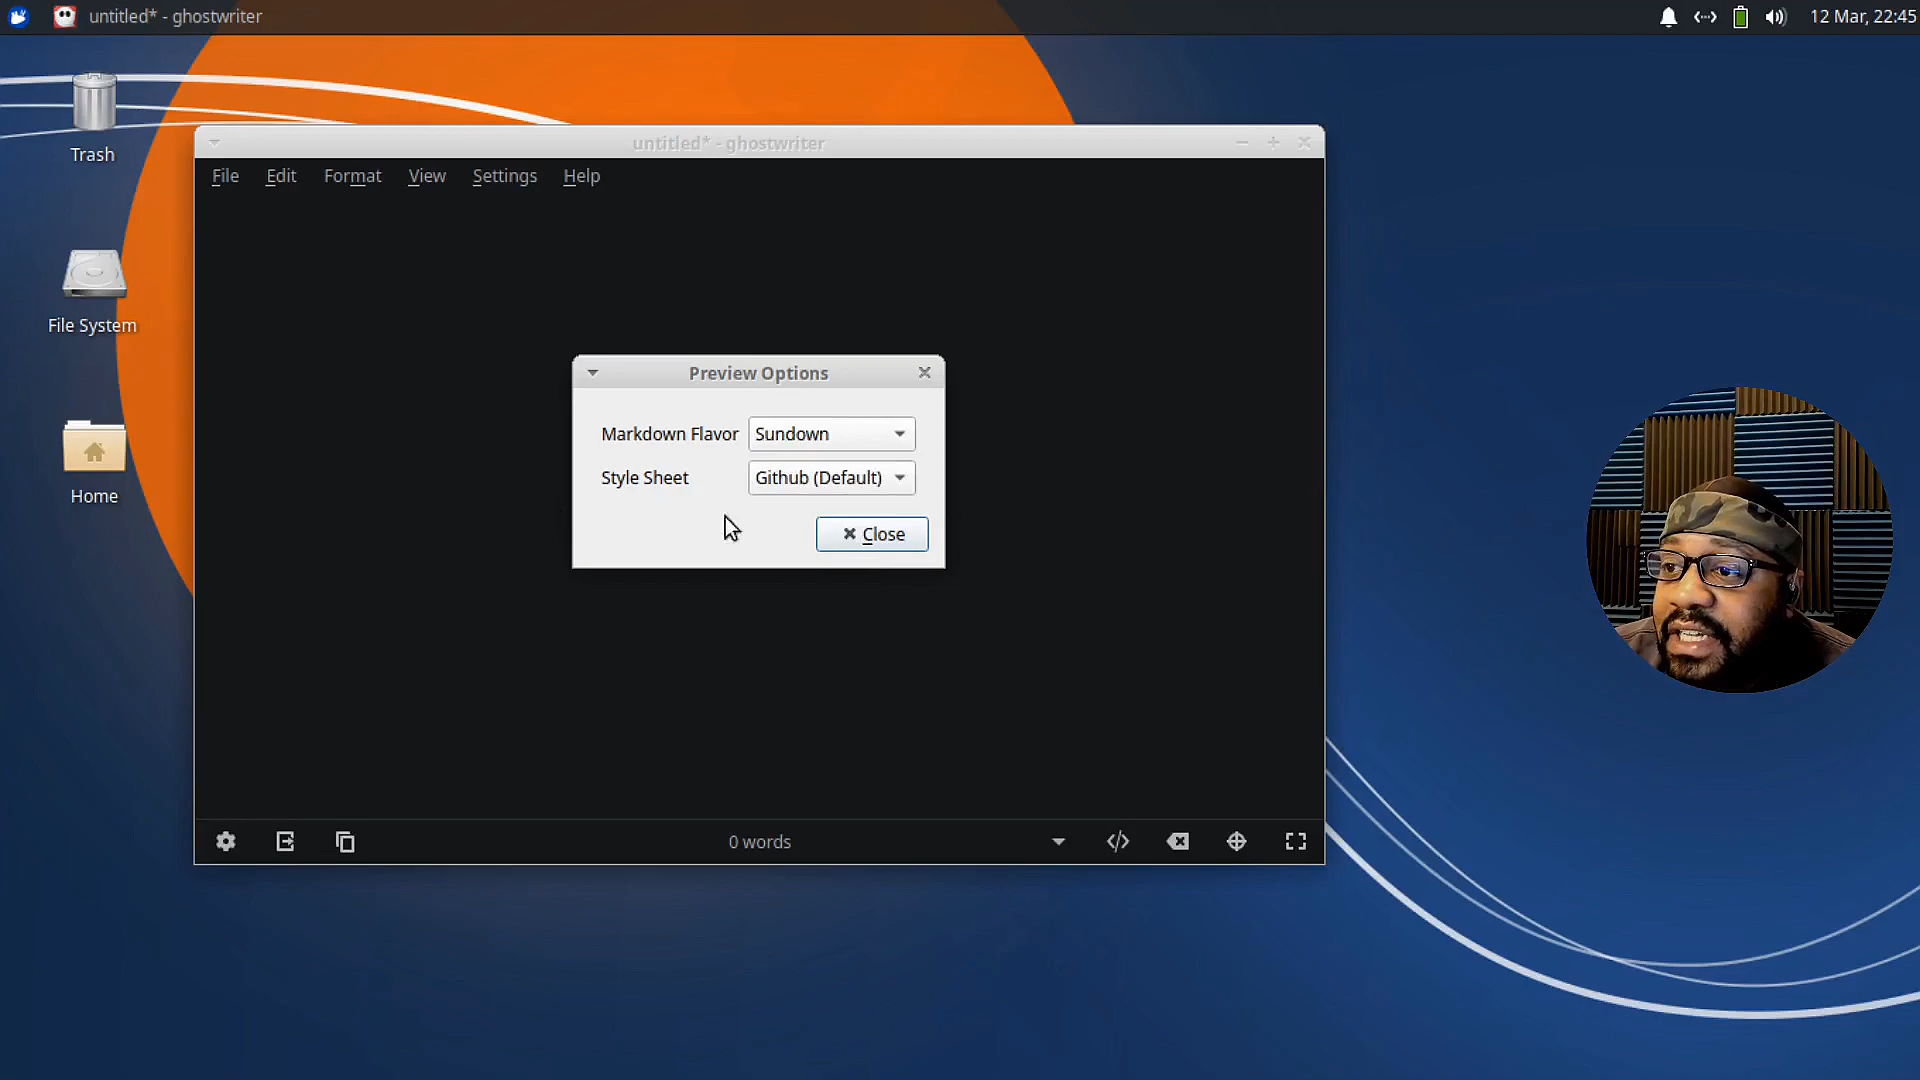 untitled* - ghostwriter
12 Mar, 22:45
Trash
File System
Home
untitled* - ghostwriter
File Edit Format View Settings Help
Preview Options
Markdown Flavor Sundown
Style Sheet Github (Default)
Close
0 words